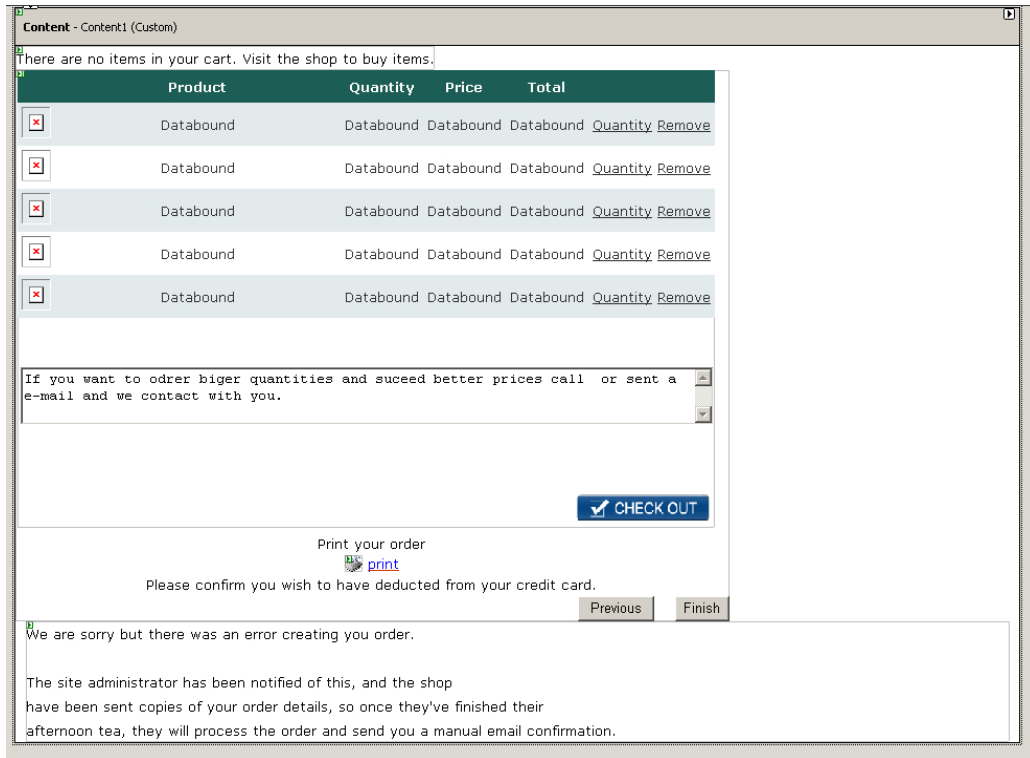 Content - Content1 (Custom)
There are no items in your cart. Visit the shop to buy items.
Product Quantity Price Total
Databound Databound Databound Databound Quantity Remove
Databound Databound Databound Databound Quantity Remove
Databound Databound Databound Databound Quantity Remove
Databound Databound Databound Databound Quantity Remove
Databound Databound Databound Databound Quantity Remove
If you want to odrer biger quantities and suceed better prices call or sent a
e-mail and we contact with you.
CHECK OUT
Print your order
print
Please confirm you wish to have deducted from your credit card.
Previous Finish
We are sorry but there was an error creating you order.
The site administrator has been notified of this, and the shop
have been sent copies of your order details, so once they've finished their
afternoon tea, they will process the order and send you a manual email confirmation.